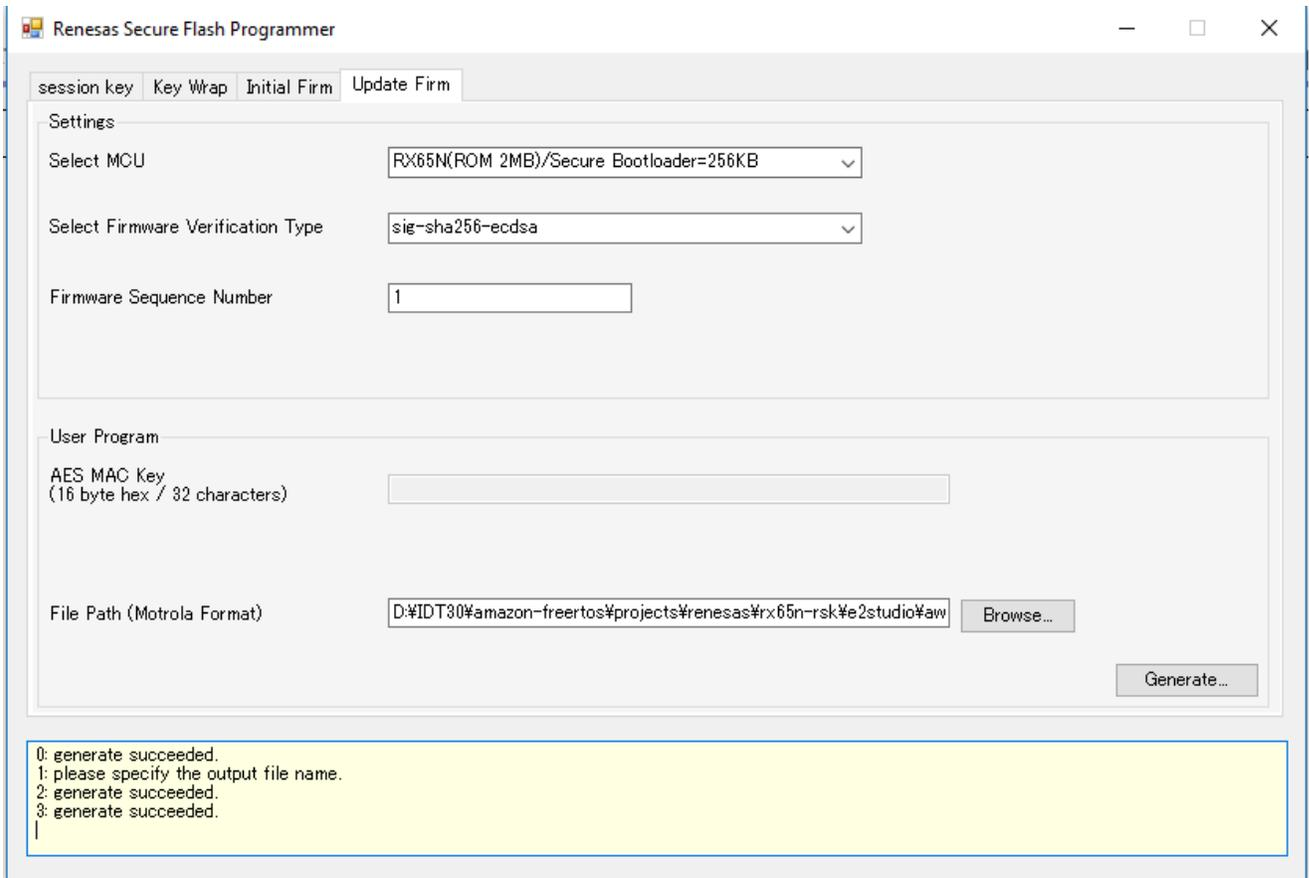 Renesas Secure Flash Programmer
session key Key Wrap Initial Firm Update Firm
Settings
Select MCU
RX65N(ROM 2MB)/Secure Bootloader=256KB
Select Firmware Verification Type
sig-sha256-ecdsa
Firmware Sequence Number
1
User Program
AES MAC Key
(16 byte hex / 32 characters)
File Path (Motrola Format)
D:¥IDT30¥amazon-freertos¥projects¥renesas¥rx65n-rsk¥e2studio¥aw
Browse...
Generate...
0: generate succeeded.
1: please specify the output file name.
2: generate succeeded.
3: generate succeeded.